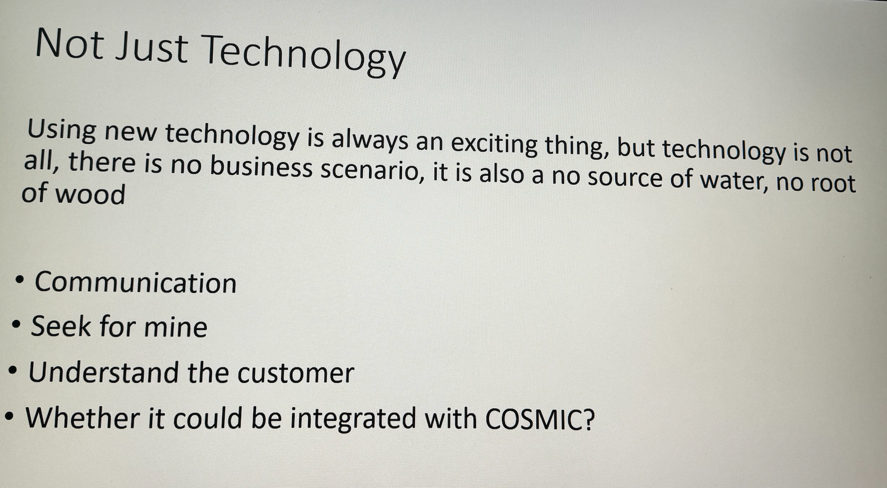 Not Just Technology
Using new technology is always an exciting thing, but technology is not
all, there is no business scenario, it is also a no source of water, no root
of wood
• Communication
• Seek for mine
• Understand the customer
• Whether it could be integrated with COSMIC?